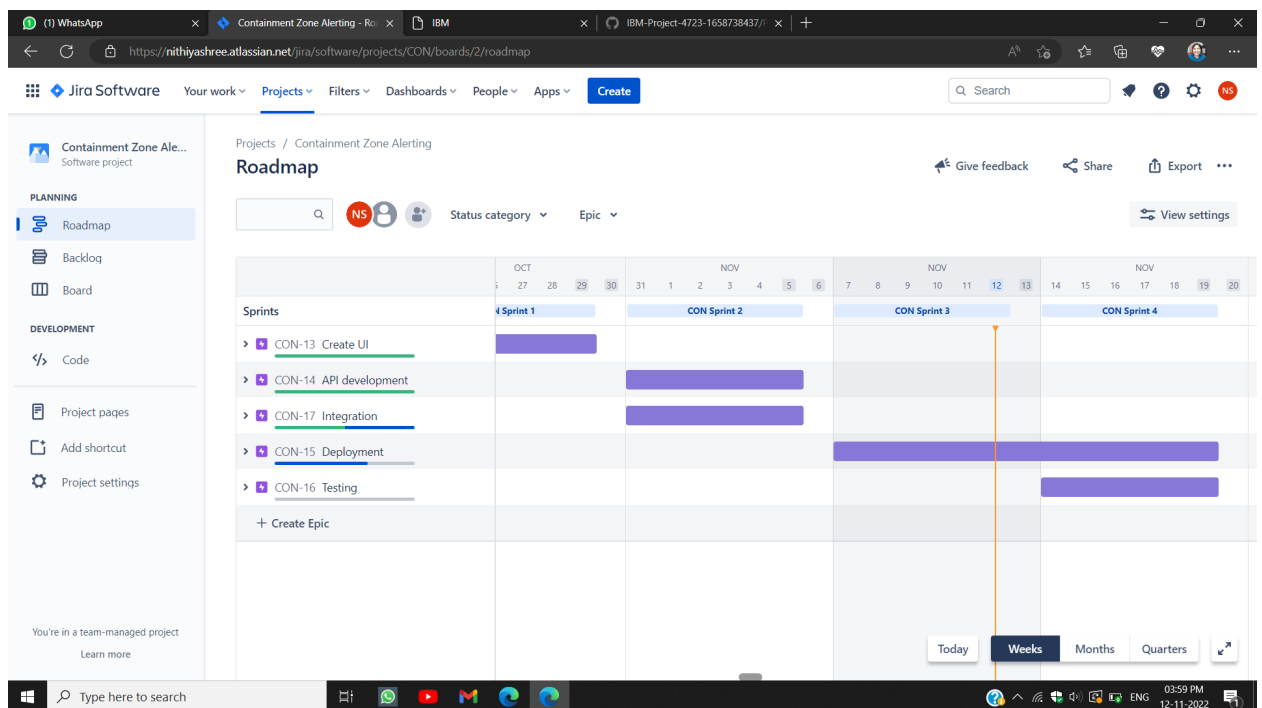 (1) WhatsApp
Containment Zone Alerting - Ro
IBM
IBM-Project-4723-1658738437/
https://nithiyashree.atlassian.net/jira/software/projects/CON/boards/2/roadmap
Jira Software
Your work
Projects
Filters
Dashboards
People
Apps
Create
Search
NS
Containment Zone Ale...
Software project
PLANNING
Roadmap
Backlog
Board
DEVELOPMENT
Code
Project pages
Add shortcut
Project settings
You're in a team-managed project
Learn more
Projects / Containment Zone Alerting
Roadmap
Give feedback
Share
Export
NS
Status category
Epic
View settings
OCT
NOV
NOV
NOV
27 28 29 30 31 1 2 3 4 5 6 7 8 9 10 11 12 13 14 15 16 17 18 19 20
Sprints
Sprint 1
CON Sprint 2
CON Sprint 3
CON Sprint 4
CON-13 Create UI
CON-14 API development
CON-17 Integration
CON-15 Deployment
CON-16 Testing
+ Create Epic
Today
Weeks
Months
Quarters
Type here to search
ENG
03:59 PM
12-11-2022